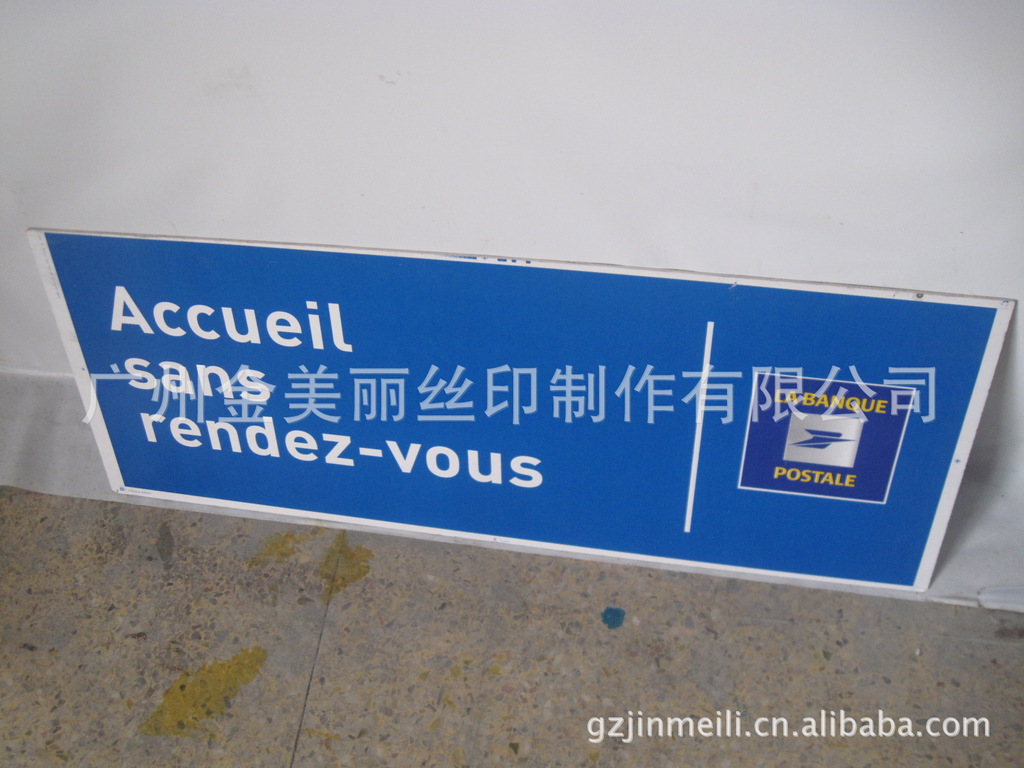 Accueil
sans
rendez-vous
LA BANQUE
POSTALE
广州金美丽丝印制作有限公司
gzjinmeili.cn.alibaba.com